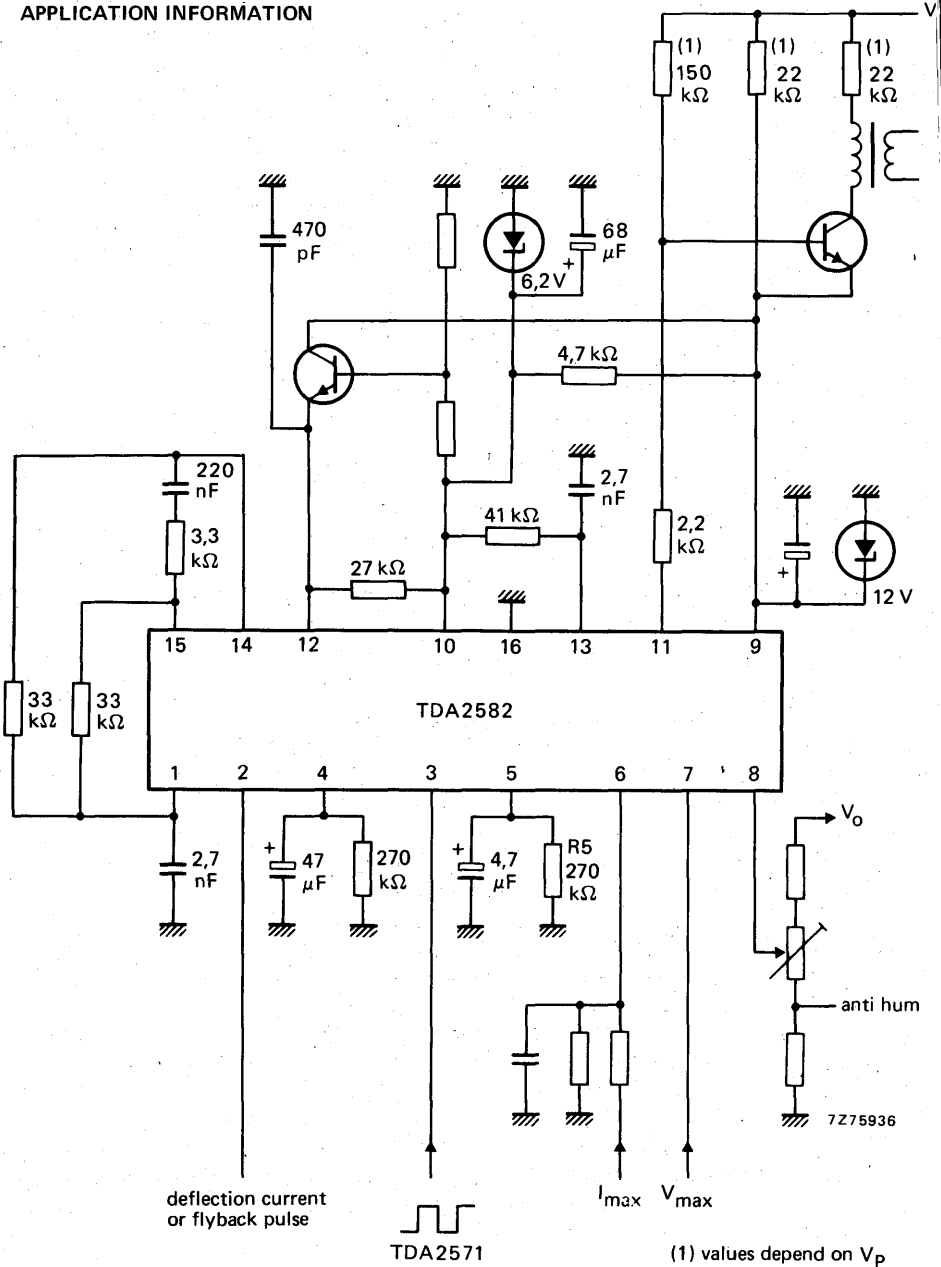 APPLICATION INFORMATION
V
(1)
150
kΩ
(1)
22
kΩ
(1)
22
kΩ
470
pF
6,2 V
+
68
µF
4,7 kΩ
220
nF
3,3
kΩ
2,7
nF
41 kΩ
2,2
kΩ
27 kΩ
+
12 V
15 14 12 10 16 13 11 9
33
kΩ
33
kΩ
TDA2582
1 2 4 3 5 6 7 8
2,7
nF
+
47
µF
270
kΩ
+
4,7
µF
R5
270
kΩ
Vo
anti hum
7Z75936
deflection current
or flyback pulse
TDA2571
Imax Vmax
(1) values depend on Vp